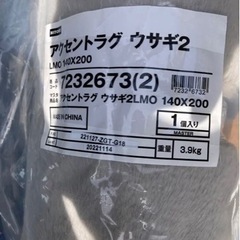 アクセントラグ ウサギ2
LMO 140X200
7232673(2)
72326732
アクセントラグ ウサギ2LMO 140X200
MADE IN CHINA
1 個入り
MASTER
221127-ZGT-G18
20221114
重量 3.9kg